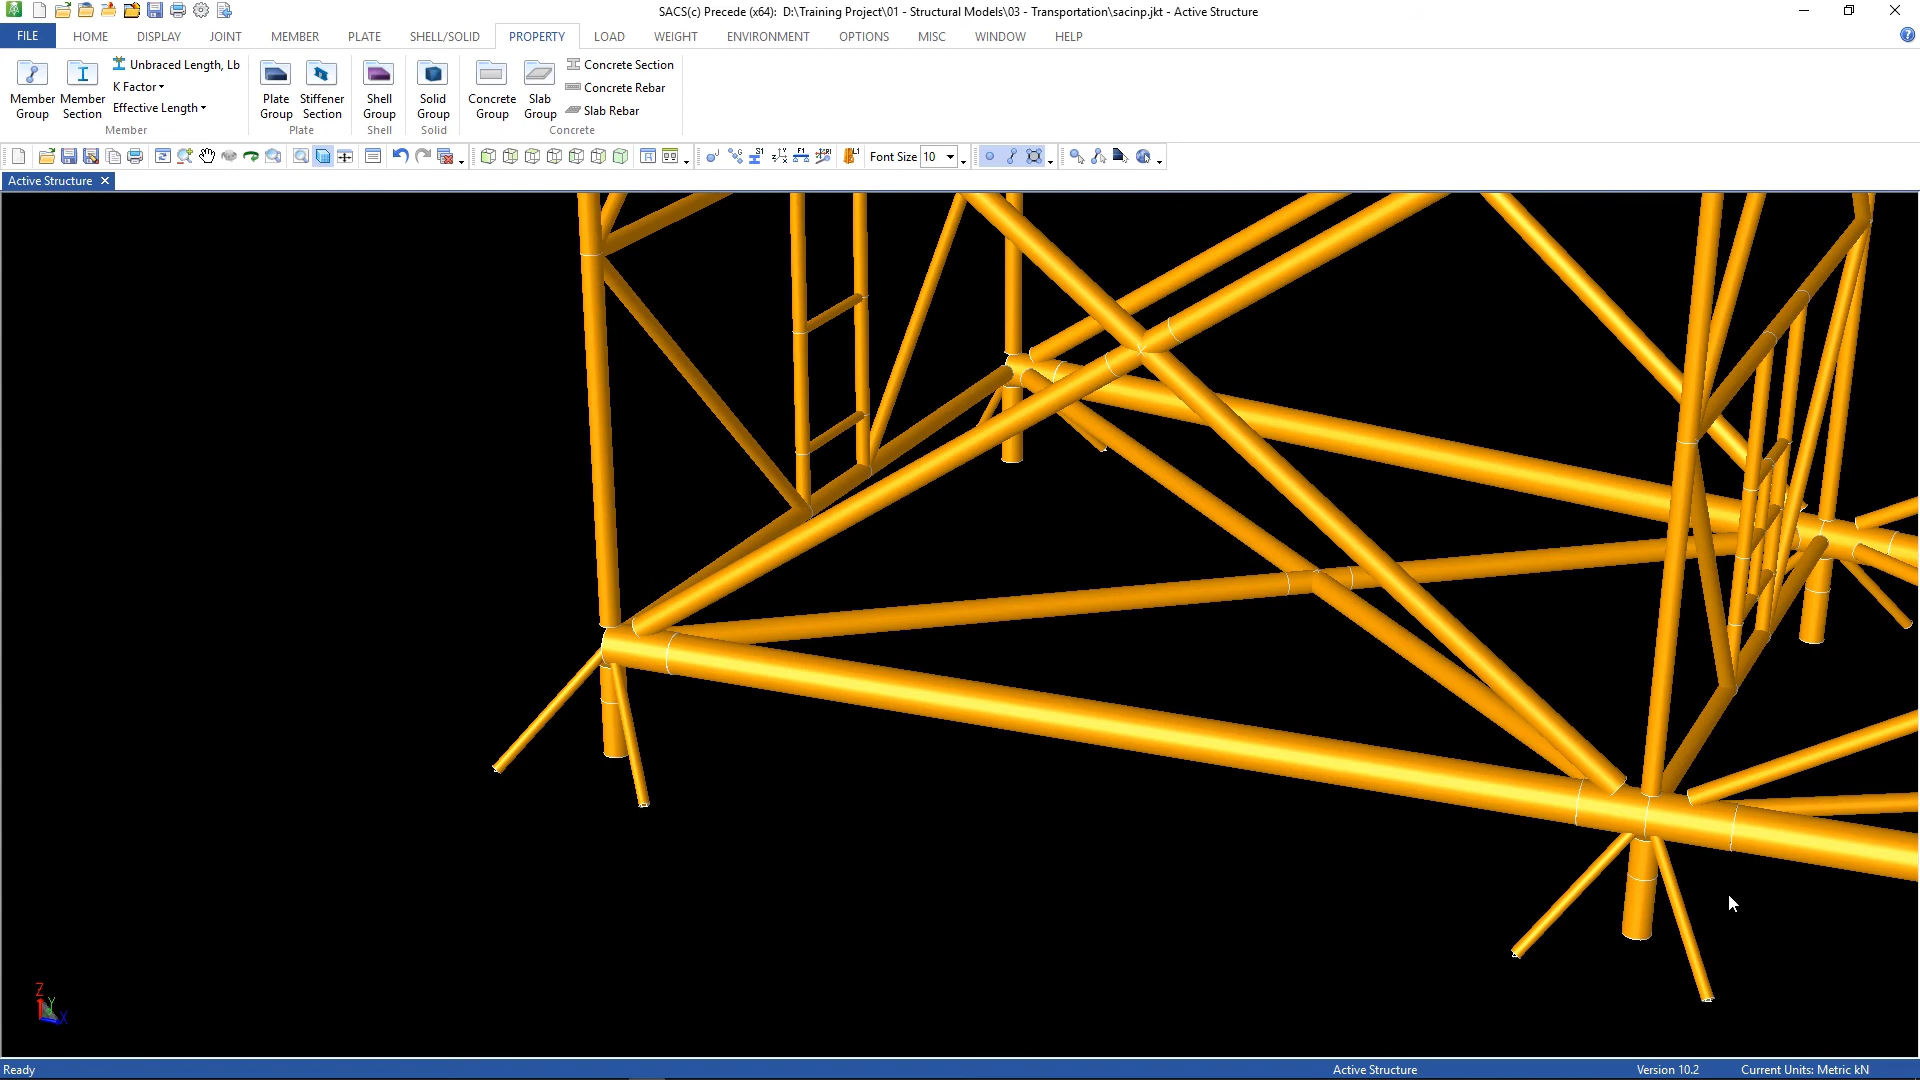 SACS(c) Precede (x64): D:\Training Project\01 - Structural Models\03 - Transportation\sacinp.jkt - Active Structure
FILE HOME DISPLAY JOINT MEMBER PLATE SHELL/SOLID PROPERTY LOAD WEIGHT ENVIRONMENT OPTIONS MISC WINDOW HELP
Member Group
Member Section
Unbraced Length, Lb
K Factor
Effective Length
Member
Plate Group
Stiffener Section
Plate
Shell Group
Shell
Solid Group
Solid
Concrete Group
Slab Group
Concrete Section
Concrete Rebar
Slab Rebar
Concrete
Font Size 10
Active Structure
Z
Y
X
Ready
Active Structure
Version 10.2
Current Units: Metric kN